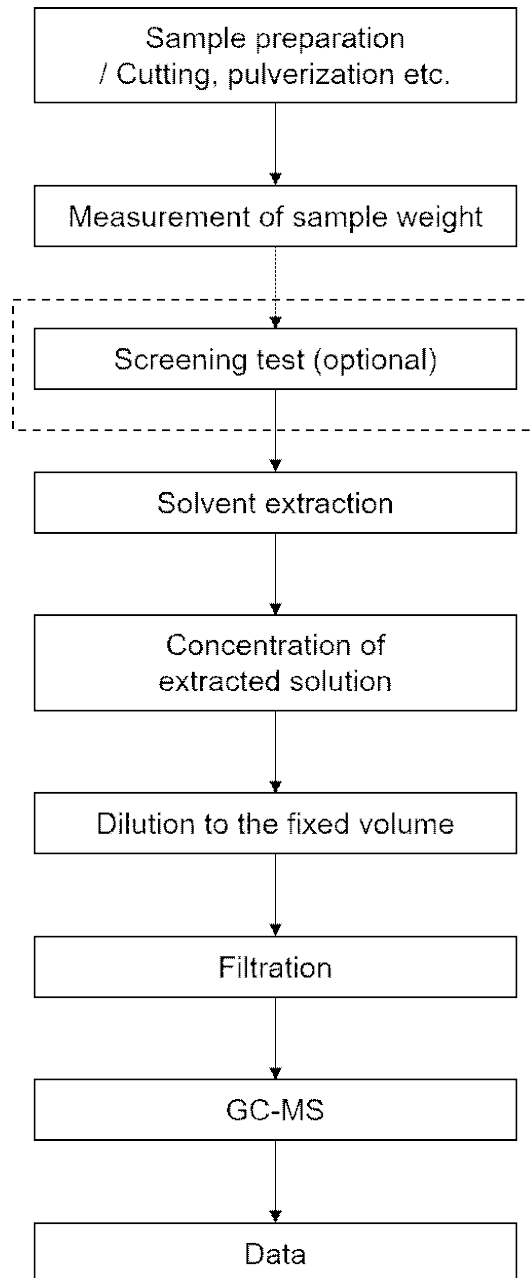 Sample preparation
/ Cutting, pulverization etc.
Measurement of sample weight
Screening test (optional)
Solvent extraction
Concentration of
extracted solution
Dilution to the fixed volume
Filtration
GC-MS
Data